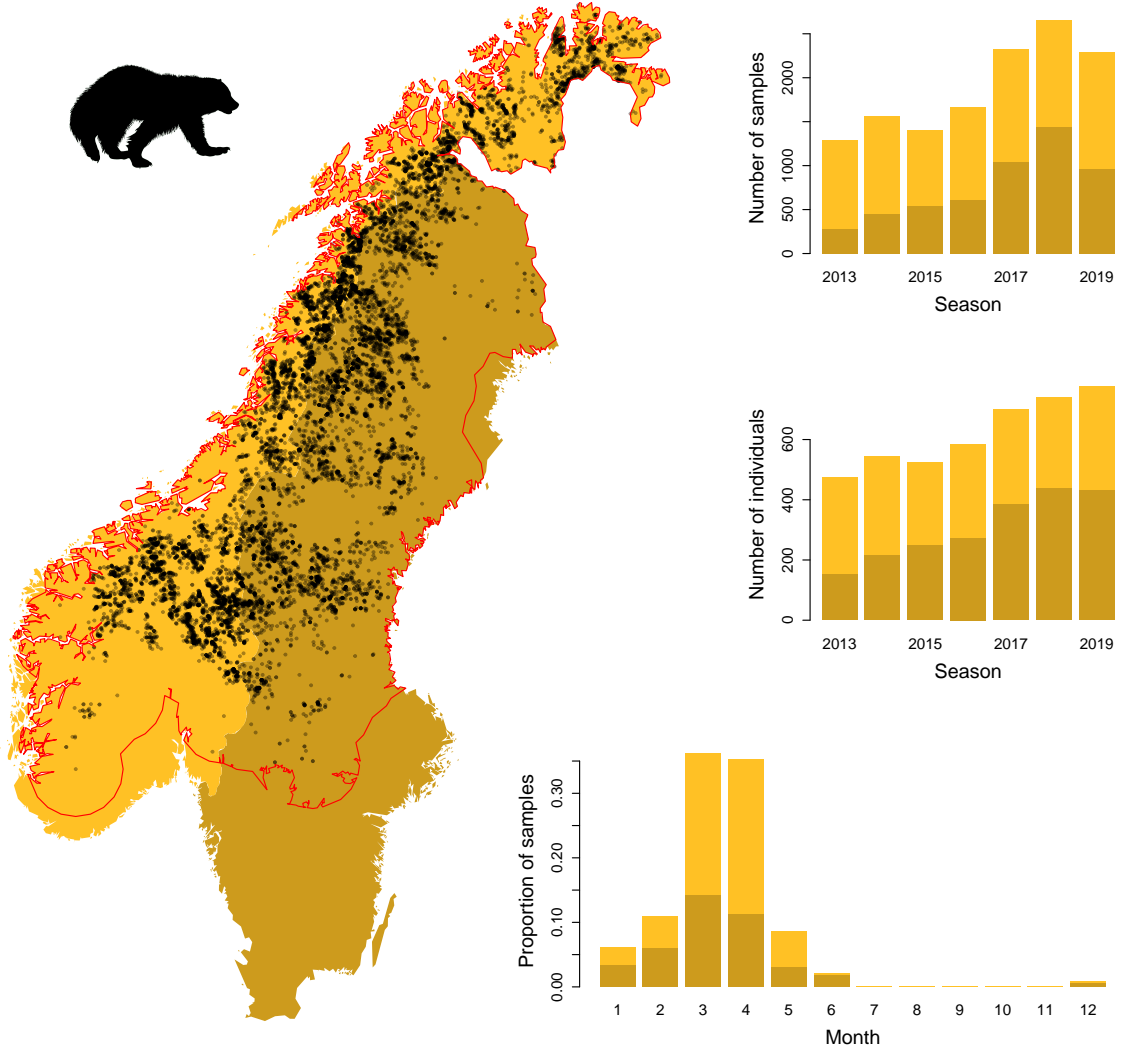 Number of samples
2000
1000
500
0
2013 2015 2017 2019
Season
Number of individuals
600
400
200
0
2013 2015 2017 2019
Season
Proportion of samples
0.30
0.20
0.10
0.00
1 2 3 4 5 6 7 8 9 10 11 12
Month